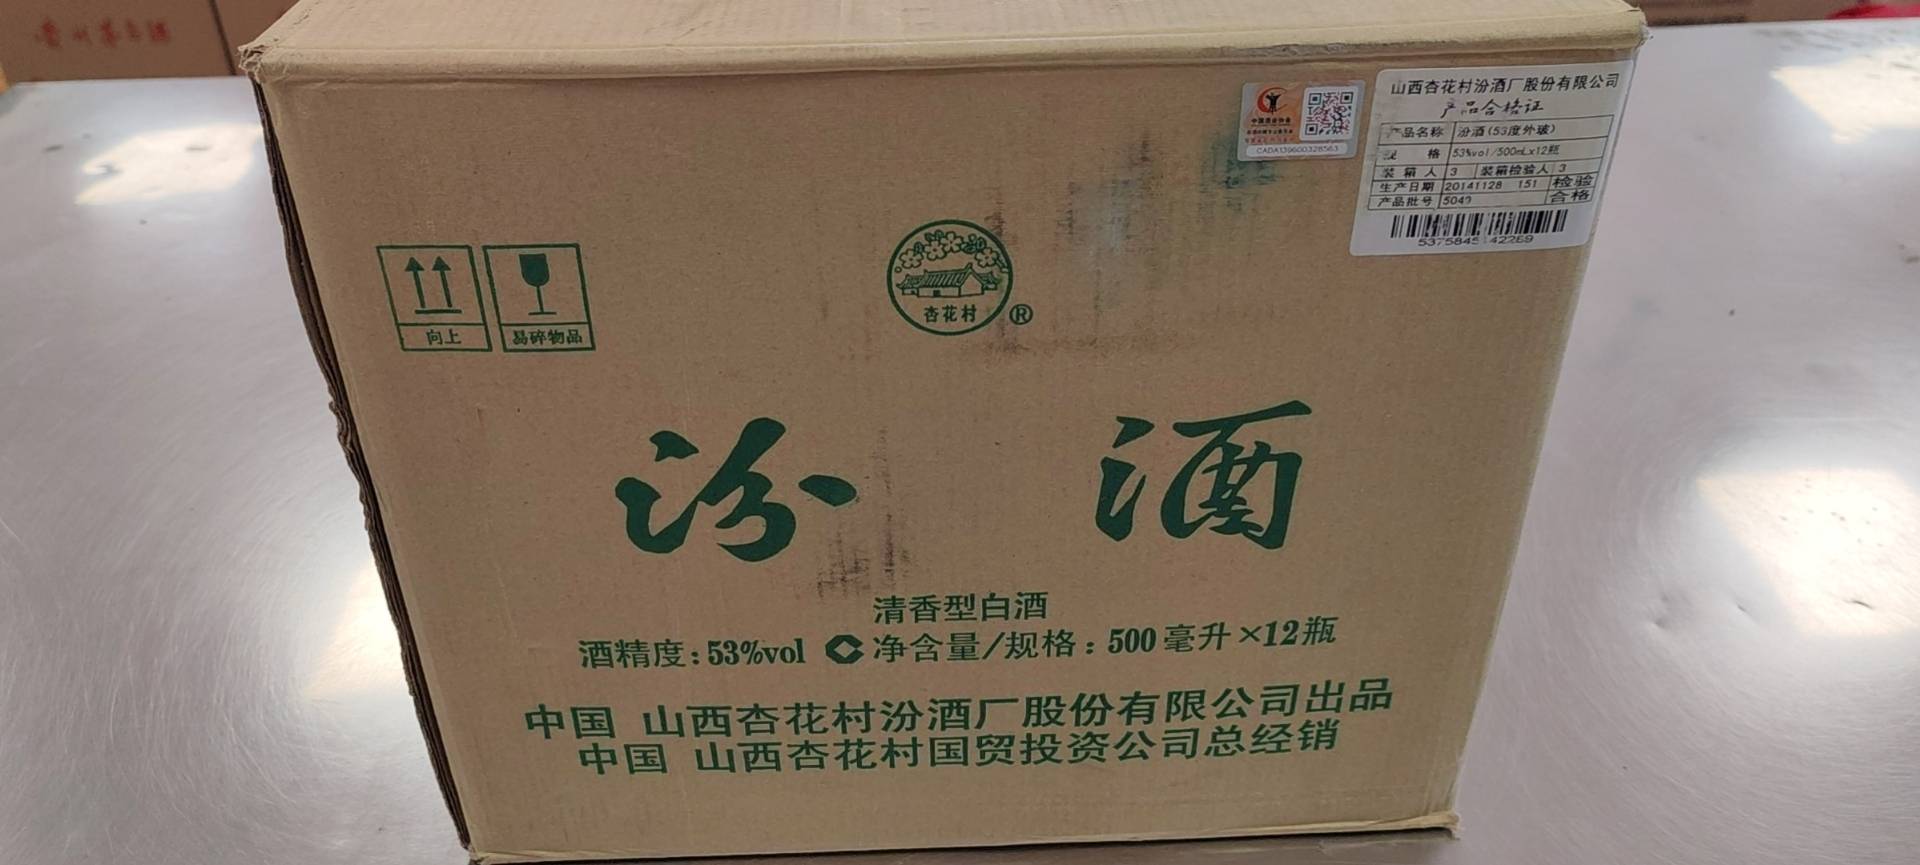 山西杏花村汾酒厂股份有限公司
产品合格证
产品名称 汾酒(53度外玻)
规 格 53%vol/500mL×12瓶
装箱人 3 装箱检验人 3
生产日期 20141128 151 检验
产品批号 5049 合格
CADA139600328563
向上
易碎物品
杏花村®
汾 酒
清香型白酒
酒精度:53%vol 净含量/规格:500毫升×12瓶
中国 山西杏花村汾酒厂股份有限公司出品
中国 山西杏花村国贸投资公司总经销